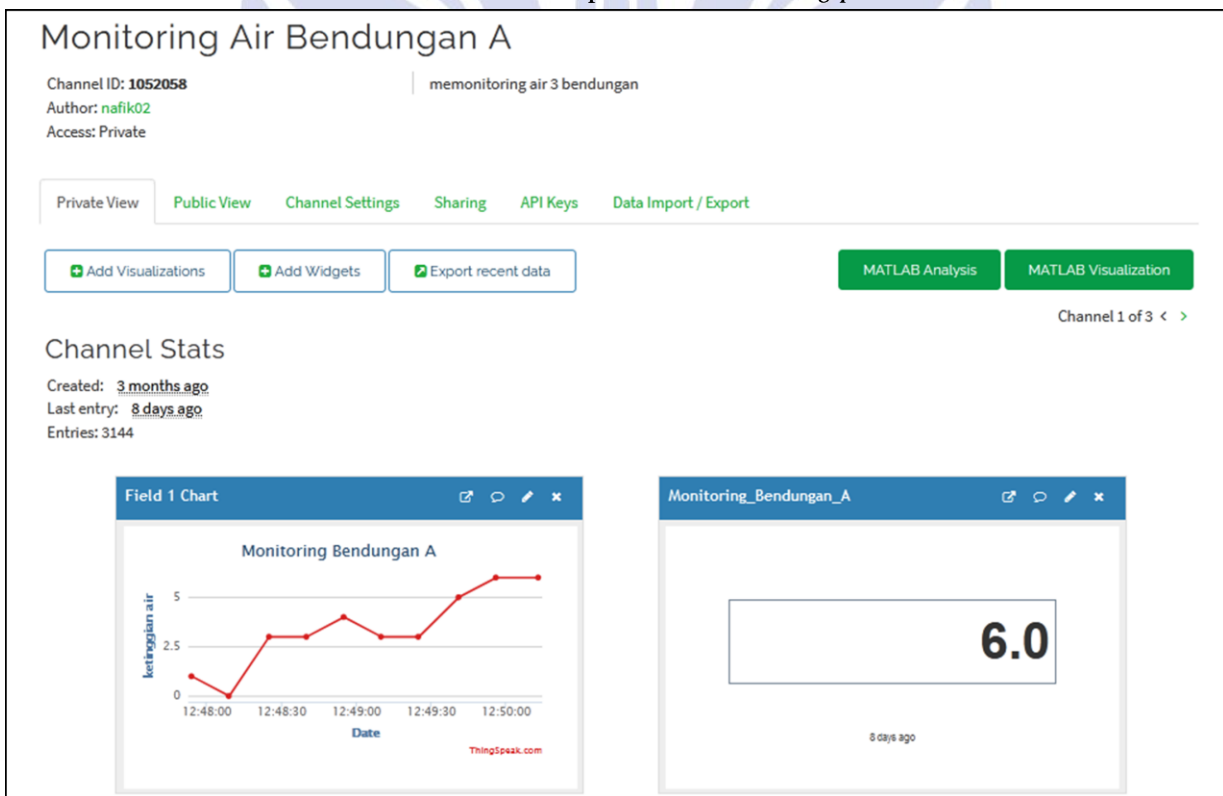 Monitoring Air Bendungan A
Channel ID: 1052058
memonitoring air 3 bendungan
Author: nafik02
Access: Private
Private View Public View Channel Settings Sharing API Keys Data Import / Export
Add Visualizations Add Widgets Export recent data MATLAB Analysis MATLAB Visualization
Channel 1 of 3 < >
Channel Stats
Created: 3 months ago
Last entry: 8 days ago
Entries: 3144
Field 1 Chart
Monitoring Bendungan A
ketinggian air
5
2.5
0
12:48:00 12:48:30 12:49:00 12:49:30 12:50:00
Date
ThingSpeak.com
Monitoring_Bendungan_A
6.0
8 days ago